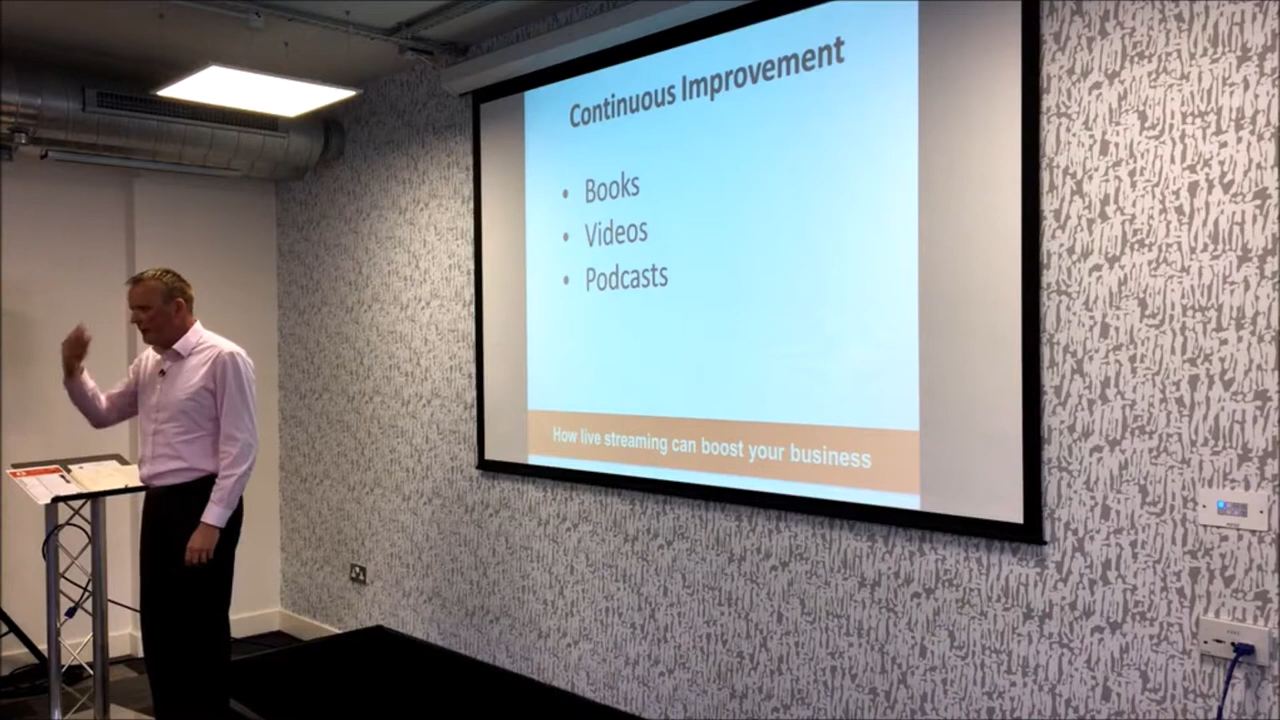 Continuous Improvement
• Books
• Videos
• Podcasts
How live streaming can boost your business